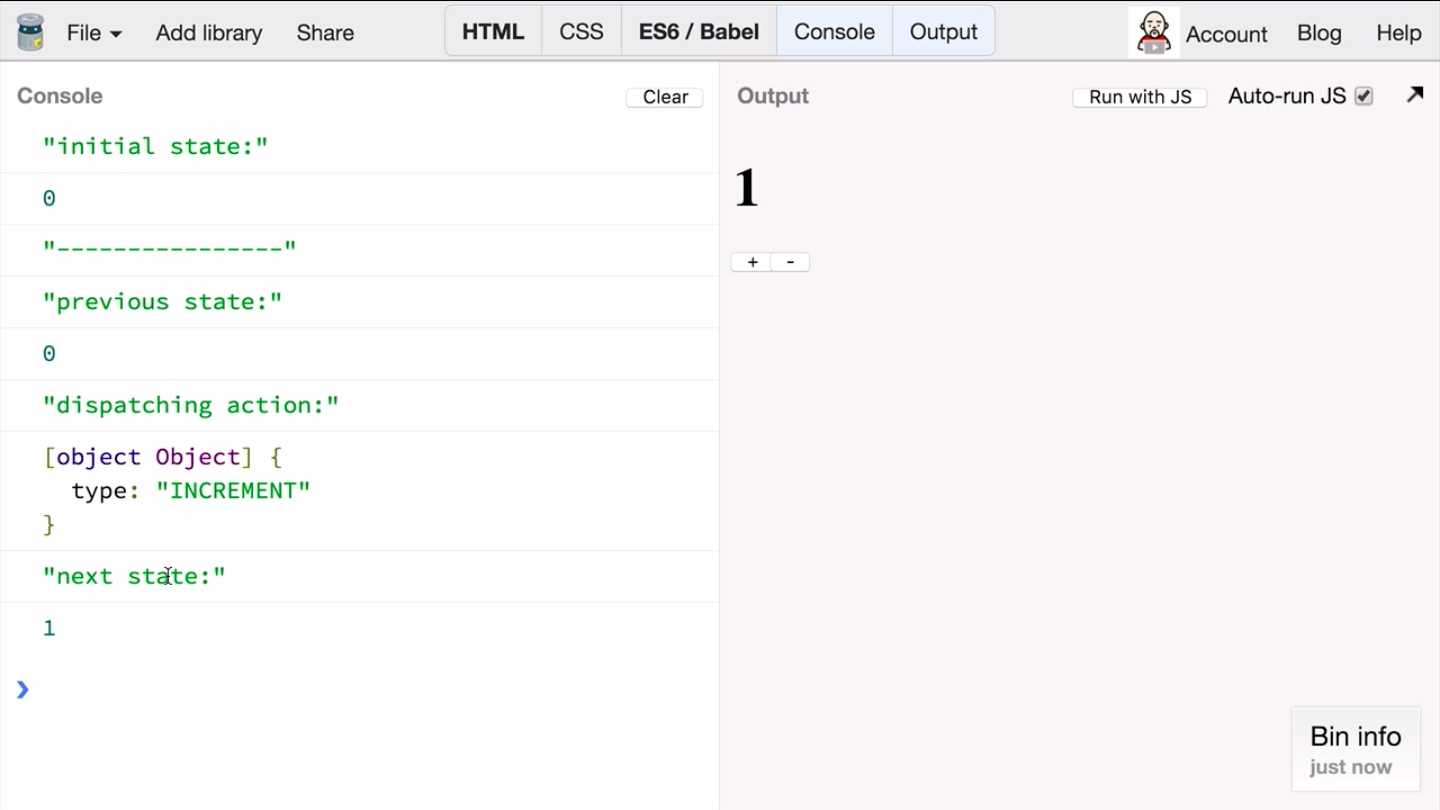 File Add library Share HTML CSS ES6 / Babel Console Output Account Blog Help
Console Clear
"initial state:"
0
"----------------"
"previous state:"
0
"dispatching action:"
[object Object] {
type: "INCREMENT"
}
"next state:"
1
❯
Output Run with JS Auto-run JS
1
+ -
Bin info
just now